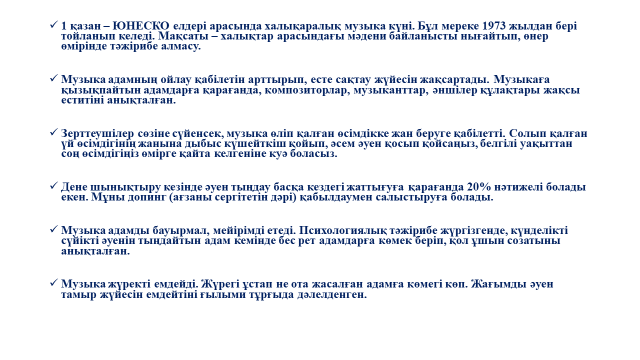 ✓ 1 қазан – ЮНЕСКО елдері арасында халықаралық музыка күні. Бұл мереке 1973 жылдан бері
тойланып келеді. Мақсаты – халықтар арасындағы мәдени байланысты нығайтып, өнер
өмірінде тәжірибе алмасу.
✓ Музыка адамның ойлау қабілетін арттырып, есте сақтау жүйесін жақсартады. Музыкаға
қызықпайтын адамдарға қарағанда, композиторлар, музыканттар, әншілер құлақтары жақсы
еститіні анықталған.
✓ Зерттеушілер сөзіне сүйенсек, музыка өліп қалған өсімдікке жан беруге қабілетті. Солып қалған
үй өсімдігінің жанына дыбыс күшейткіш қойып, әсем әуен қосып қойсаңыз, белгілі уақыттан
соң өсімдігіңіз өмірге қайта келгеніне куә боласыз.
✓ Дене шынықтыру кезінде әуен тыңдау басқа кездегі жаттығуға қарағанда 20% нәтижелі болады
екен. Мұны допинг (ағзаны сергітетін дәрі) қабылдаумен салыстыруға болады.
✓ Музыка адамды бауырмал, мейірімді етеді. Психологиялық тәжірибе жүргізгенде, күнделікті
сүйікті әуенін тыңдайтын адам кемінде бес рет адамдарға көмек беріп, қол ұшын созатыны
анықталған.
✓ Музыка жүректі емдейді. Жүрегі ұстап не ота жасалған адамға көмегі көп. Жағымды әуен
тамыр жүйесін емдейтіні ғылыми тұрғыда дәлелденген.